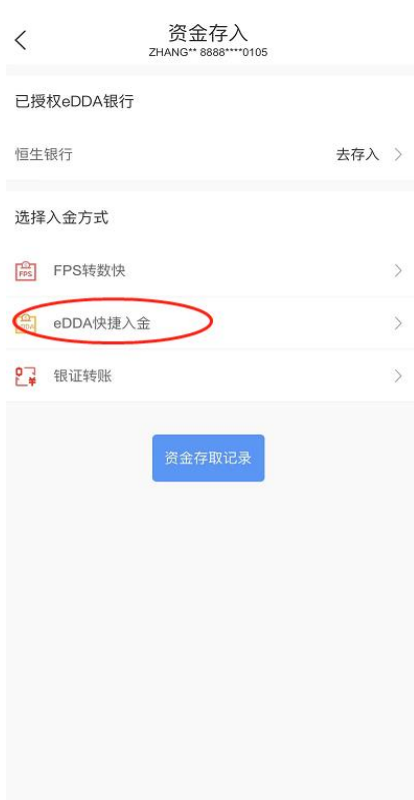 资金存入
ZHANG** 8888****0105
已授权eDDA银行
恒生银行 去存入
选择入金方式
FPS
FPS转数快
eDDA快捷入金
银证转账
资金存取记录